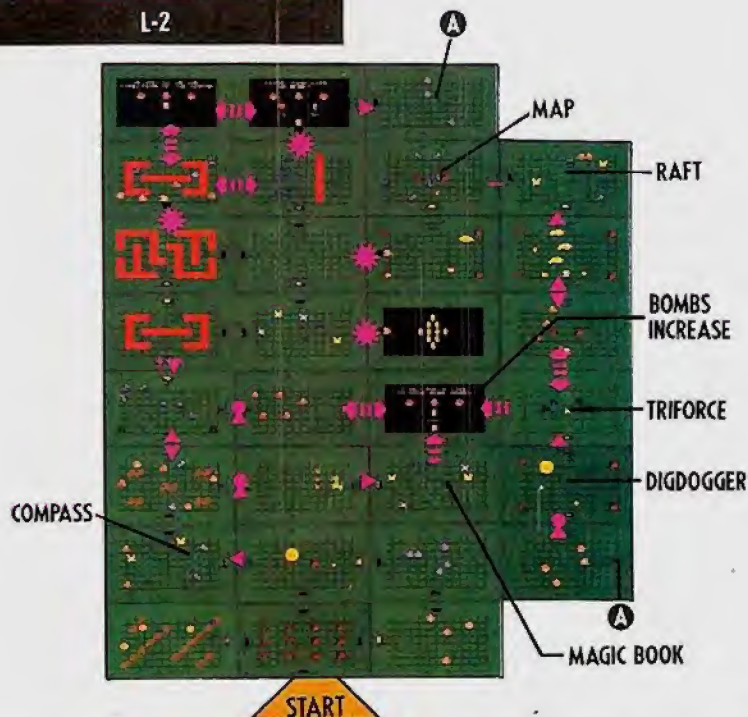 L-2
A
MAP
RAFT
BOMBS
INCREASE
TRIFORCE
DIGDOGGER
COMPASS
A
MAGIC BOOK
START